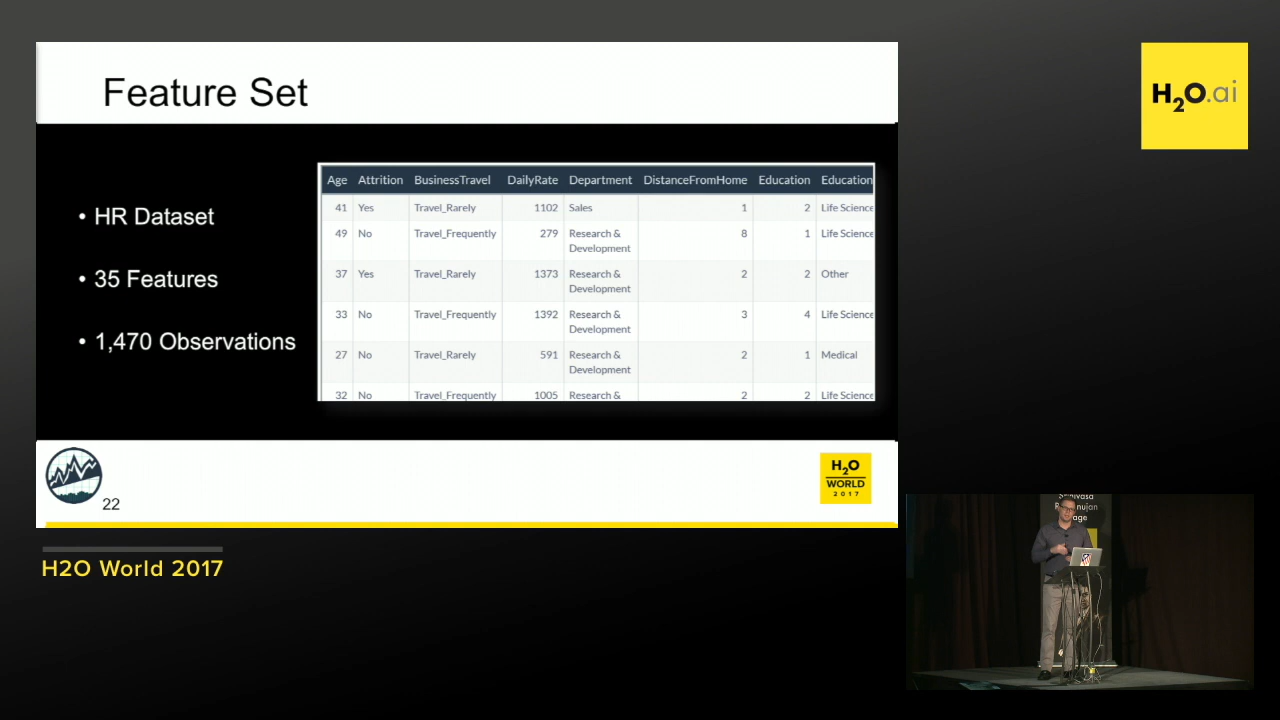 Feature Set
• HR Dataset
• 35 Features
• 1,470 Observations
Age Attrition BusinessTravel DailyRate Department DistanceFromHome Education Education
41 Yes Travel_Rarely 1102 Sales 1 2 Life Science
49 No Travel_Frequently 279 Research & Development 8 1 Life Science
37 Yes Travel_Rarely 1373 Research & Development 2 2 Other
33 No Travel_Frequently 1392 Research & Development 3 4 Life Science
27 No Travel_Rarely 591 Research & Development 2 1 Medical
32 No Travel_Frequently 1005 Research & 2 2 Life Science
22
H2O
WORLD
2017
H2O World 2017
H2O.ai